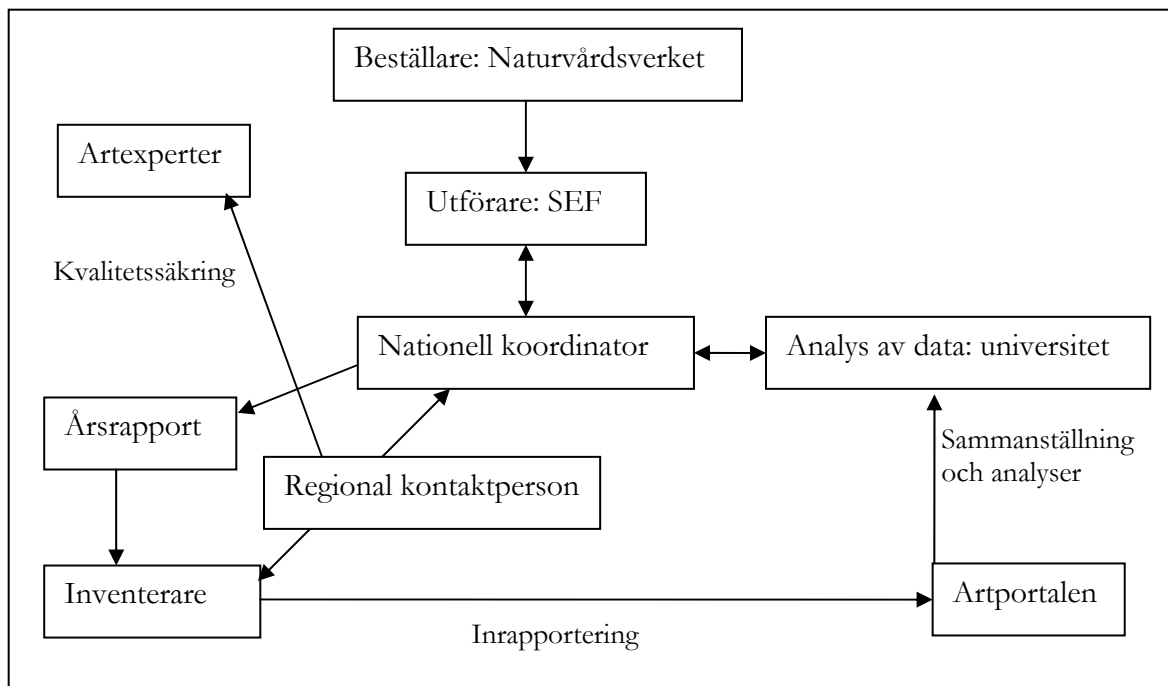 Beställare: Naturvårdsverket
Artexperter
Utförare: SEF
Kvalitetssäkring
Nationell koordinator
Analys av data: universitet
Årsrapport
Sammanställning
och analyser
Regional kontaktperson
Inventerare
Artportalen
Inrapportering